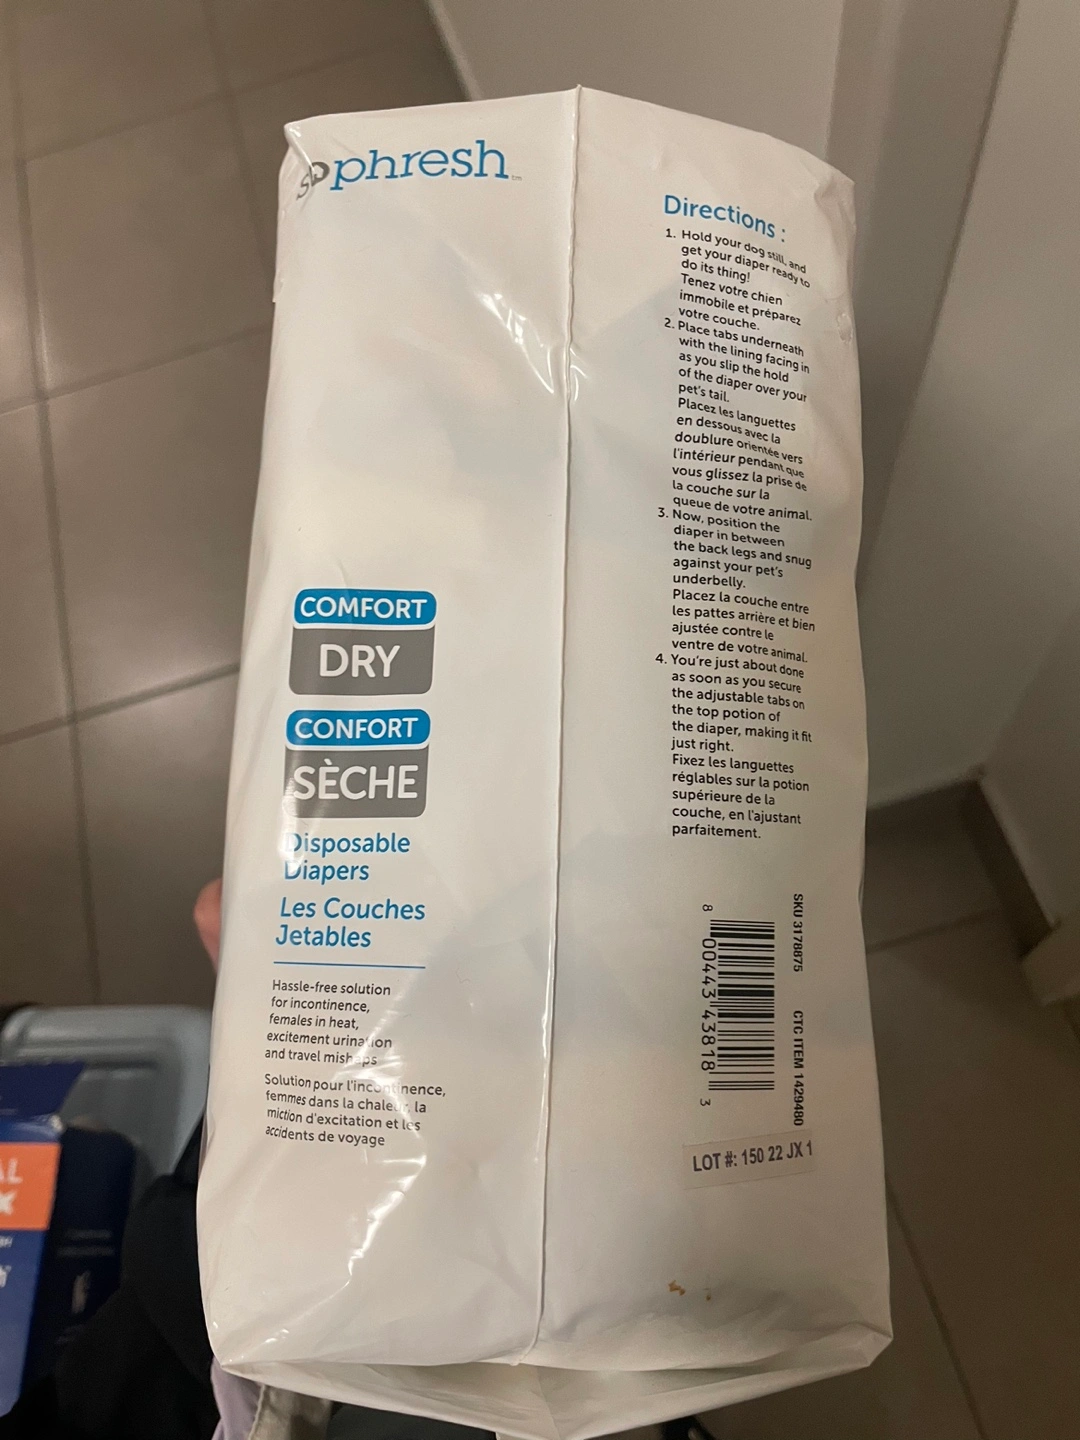 so phresh
COMFORT
DRY
CONFORT
SÈCHE
Disposable
Diapers
Les Couches
Jetables
Hassle-free solution
for incontinence,
females in heat,
excitement urination
and travel mishaps
Solution pour l'incontinence,
femmes dans la chaleur, la
miction d'excitation et les
accidents de voyage
Directions :
1. Hold your dog still, and
get your diaper ready to
do its thing!
Tenez votre chien
immobile et préparez
votre couche.
2. Place tabs underneath
with the lining facing in
as you slip the hold
of the diaper over your
pet's tail.
Placez les languettes
en dessous avec la
doublure orientée vers
l'intérieur pendant que
vous glissez la prise de
la couche sur la
queue de votre animal.
3. Now, position the
diaper in between
the back legs and snug
against your pet's
underbelly.
Placez la couche entre
les pattes arrière et bien
ajustée contre le
ventre de votre animal.
4. You're just about done
as soon as you secure
the adjustable tabs on
the top potion of
the diaper, making it fit
just right.
Fixez les languettes
réglables sur la potion
supérieure de la
couche, en l'ajustant
parfaitement.
SKU 3178875 CTC ITEM 1429480
8 00443 43818 3
LOT #: 150 22 JX 1
AL
X